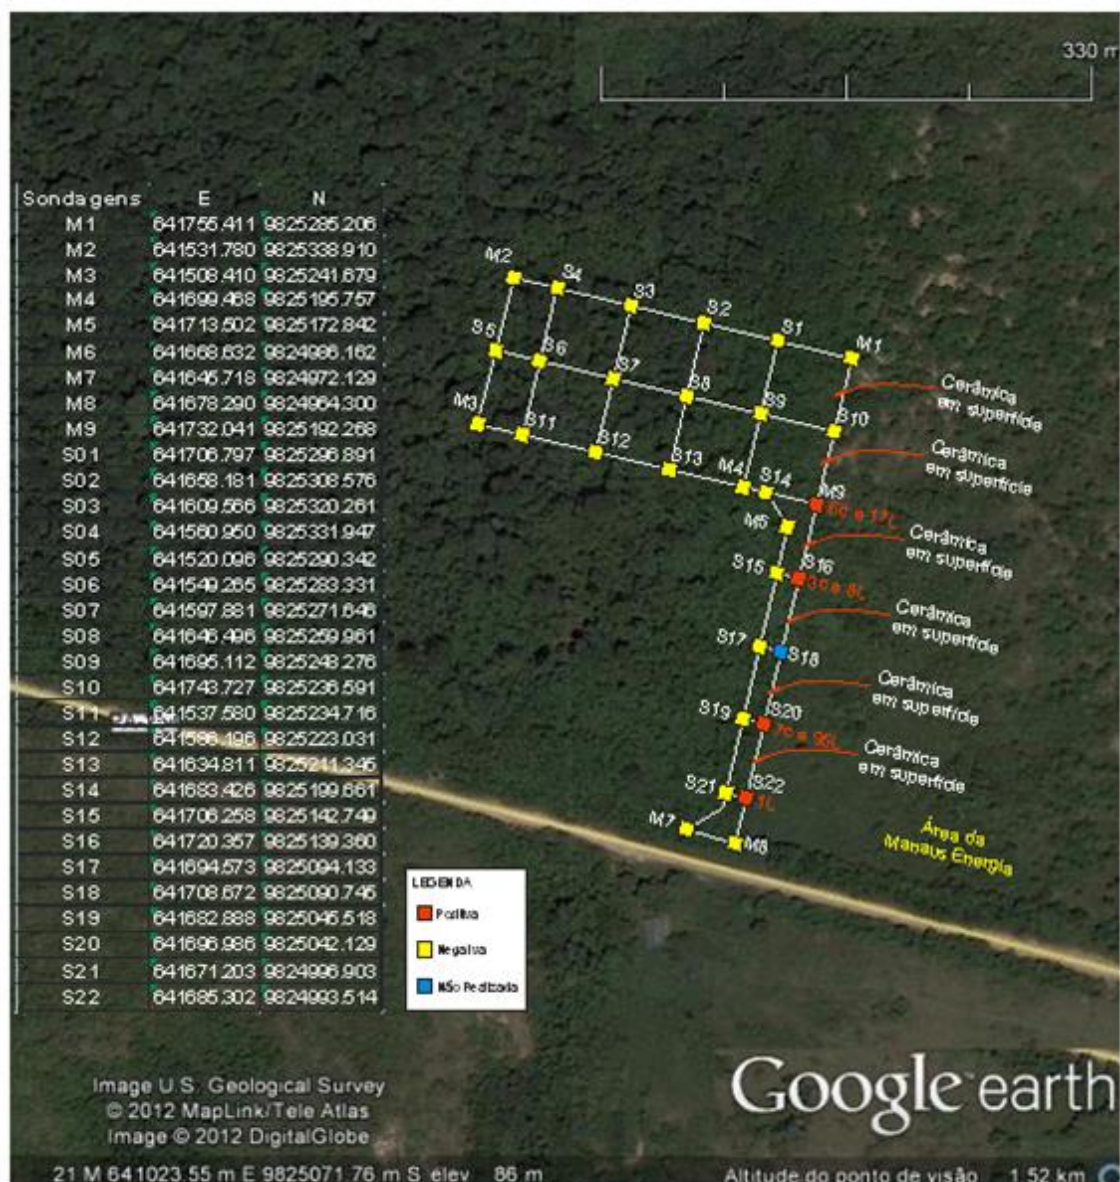 330 m
Sondagens E N
M1 641755.411 9825285.206
M2 641531.780 9825338.910
M3 641508.410 9825241.679
M4 641699.468 9825195.757
M5 641713.502 9825172.842
M6 641668.632 9824986.162
M7 641645.718 9824972.129
M8 641678.290 9824964.300
M9 641732.041 9825192.268
S01 641706.797 9825296.891
S02 641658.181 9825308.576
S03 641609.566 9825320.261
S04 641560.950 9825331.947
S05 641520.096 9825290.342
S06 641549.265 9825283.331
S07 641597.881 9825271.646
S08 641646.496 9825259.961
S09 641695.112 9825248.276
S10 641743.727 9825236.591
S11 641537.580 9825234.716
S12 641586.196 9825223.031
S13 641634.811 9825211.345
S14 641683.426 9825199.661
S15 641706.258 9825142.749
S16 641720.357 9825139.360
S17 641694.573 9825094.133
S18 641708.672 9825090.745
S19 641682.888 9825045.518
S20 641696.986 9825042.129
S21 641671.203 9824996.903
S22 641685.302 9824993.514
M2
S4
S3
S2
S1
M1
S5
S6
S7
S8
S9
S10
M3
S11
S12
S13
M4
S14
M9
M5
S15
S16
S17
S18
S19
S20
S21
S22
M7
M8
Cerâmica
em superfície
Cerâmica
em superfície
Cerâmica
em superfície
Cerâmica
em superfície
Cerâmica
em superfície
Cerâmica
em superfície
e 17L
1L
Área da
Manaus Energia
LEGENDA
Positiva
Negativa
Não Realizada
Image U.S. Geological Survey
© 2012 MapLink/Tele Atlas
Image © 2012 DigitalGlobe
Google earth
21 M 641023.55 m E 9825071.76 m S elev 86 m
Altitude do ponto de visão 1.52 km